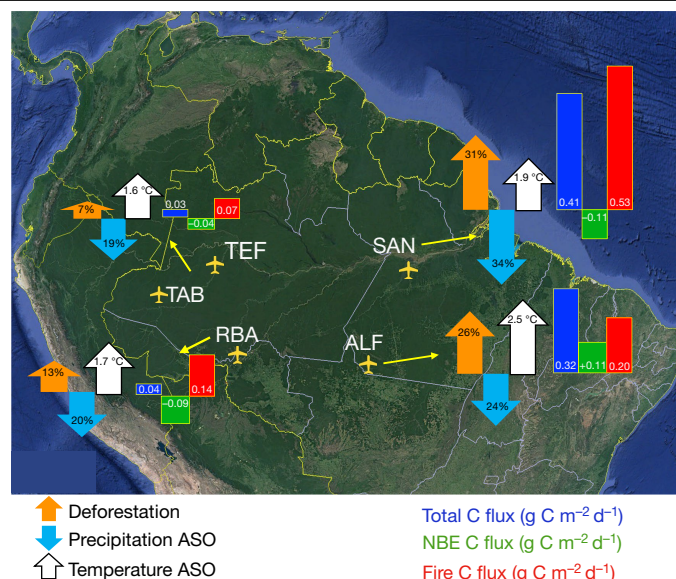 31%
1.9 °C
0.41
−0.11
0.53
1.6 °C
7%
19%
0.03
−0.04
0.07
TEF
TAB
SAN
34%
RBA
ALF
26%
2.5 °C
24%
0.32
+0.11
0.20
13%
1.7 °C
20%
0.04
−0.09
0.14
Deforestation
Precipitation ASO
Temperature ASO
Total C flux (g C m–2 d–1)
NBE C flux (g C m–2 d–1)
Fire C flux (g C m–2 d–1)